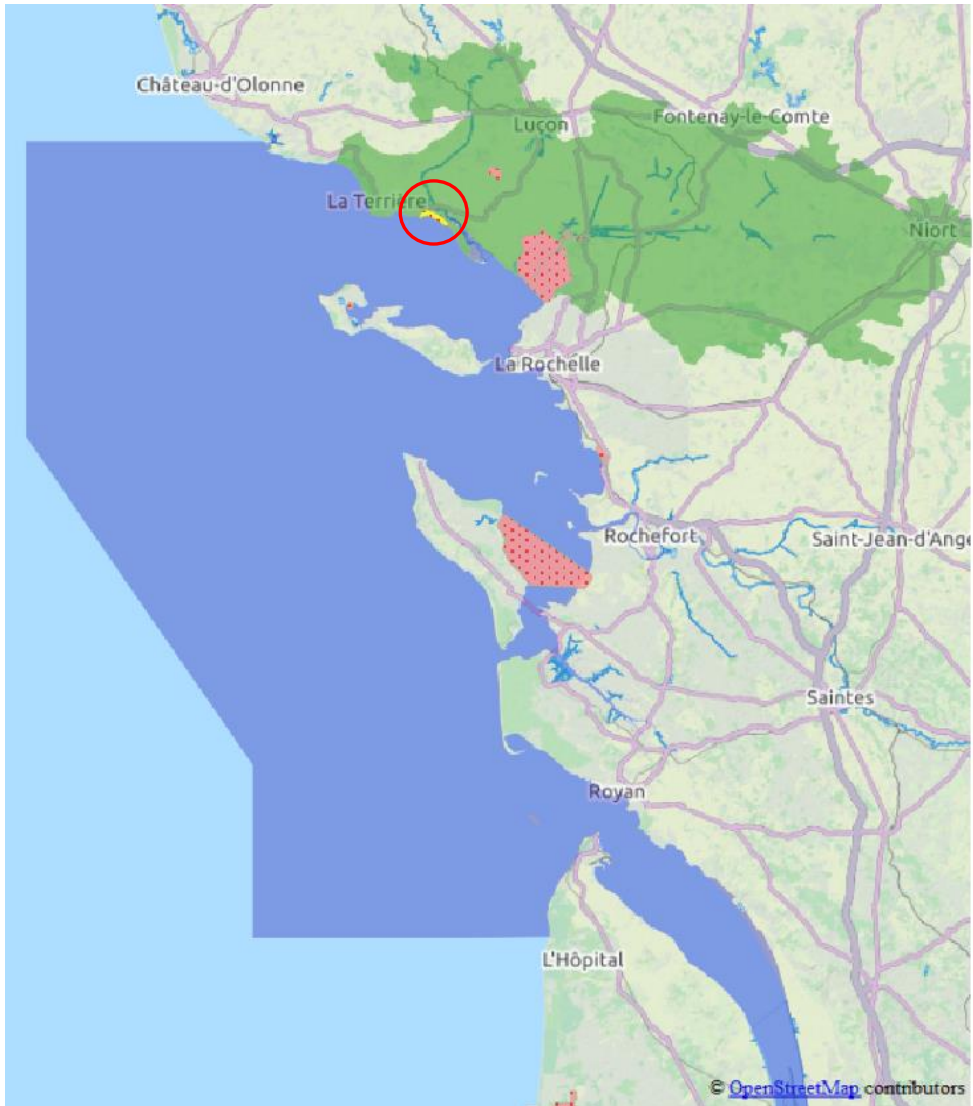 Château-d'Olonne
Luçon
Fontenay-le-Comte
La Terrière
Niort
La Rochelle
Rochefort
Saint-Jean-d'Ange
Saintes
Royan
L'Hôpital
© OpenStreetMap contributors